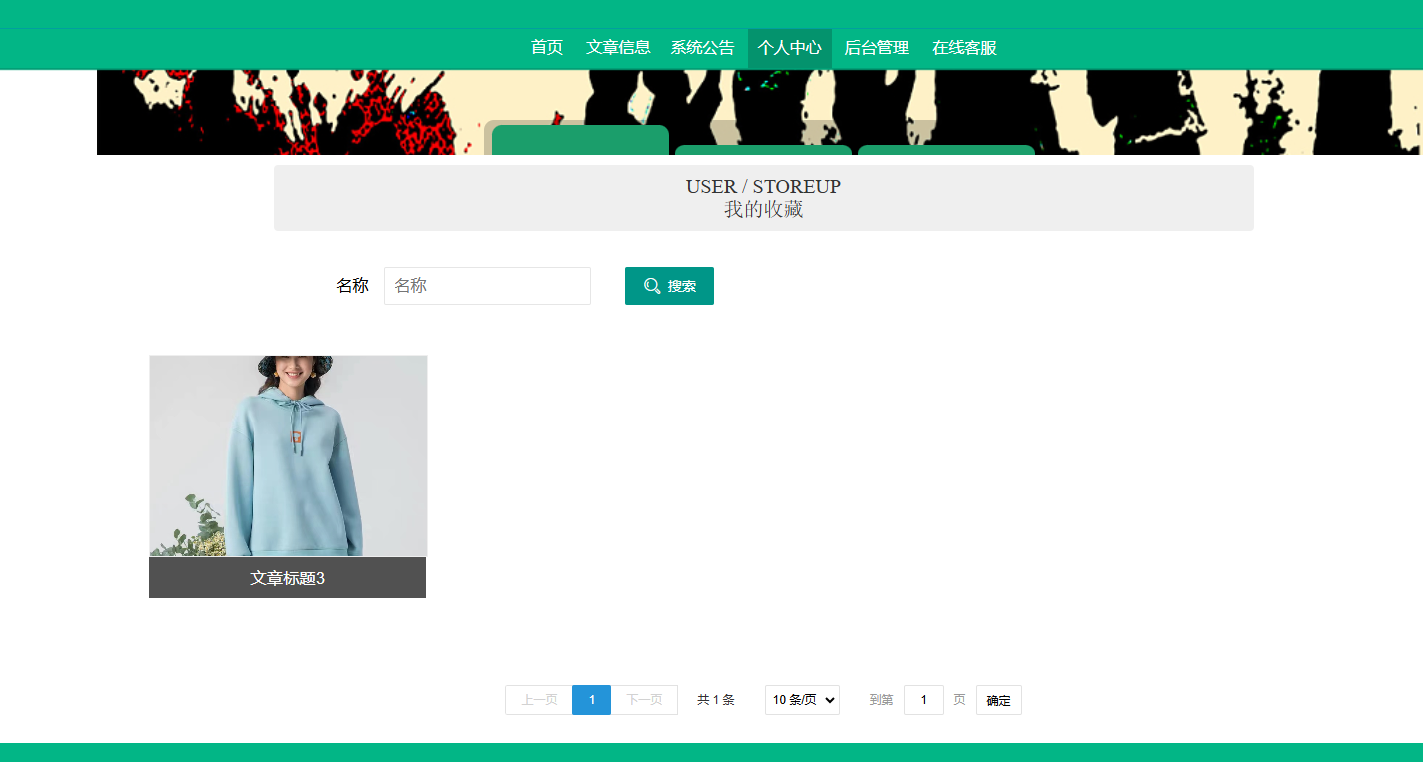 首页 文章信息 系统公告 个人中心 后台管理 在线客服
USER / STOREUP
我的收藏
名称 名称 搜索
文章标题3
上一页 1 下一页 共 1 条 10 条/页 到第 1 页 确定